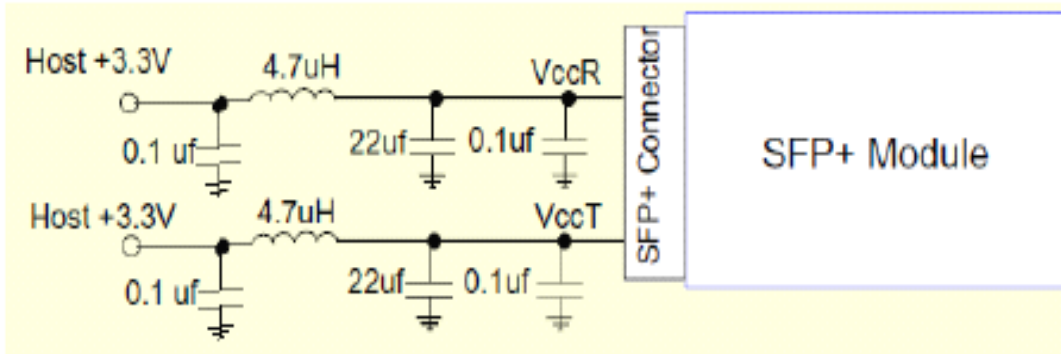 Host +3.3V
4.7uH
VccR
0.1 uf
22uf
0.1uf
Host +3.3V
4.7uH
VccT
0.1 uf
22uf
0.1uf
SFP+ Connector
SFP+ Module